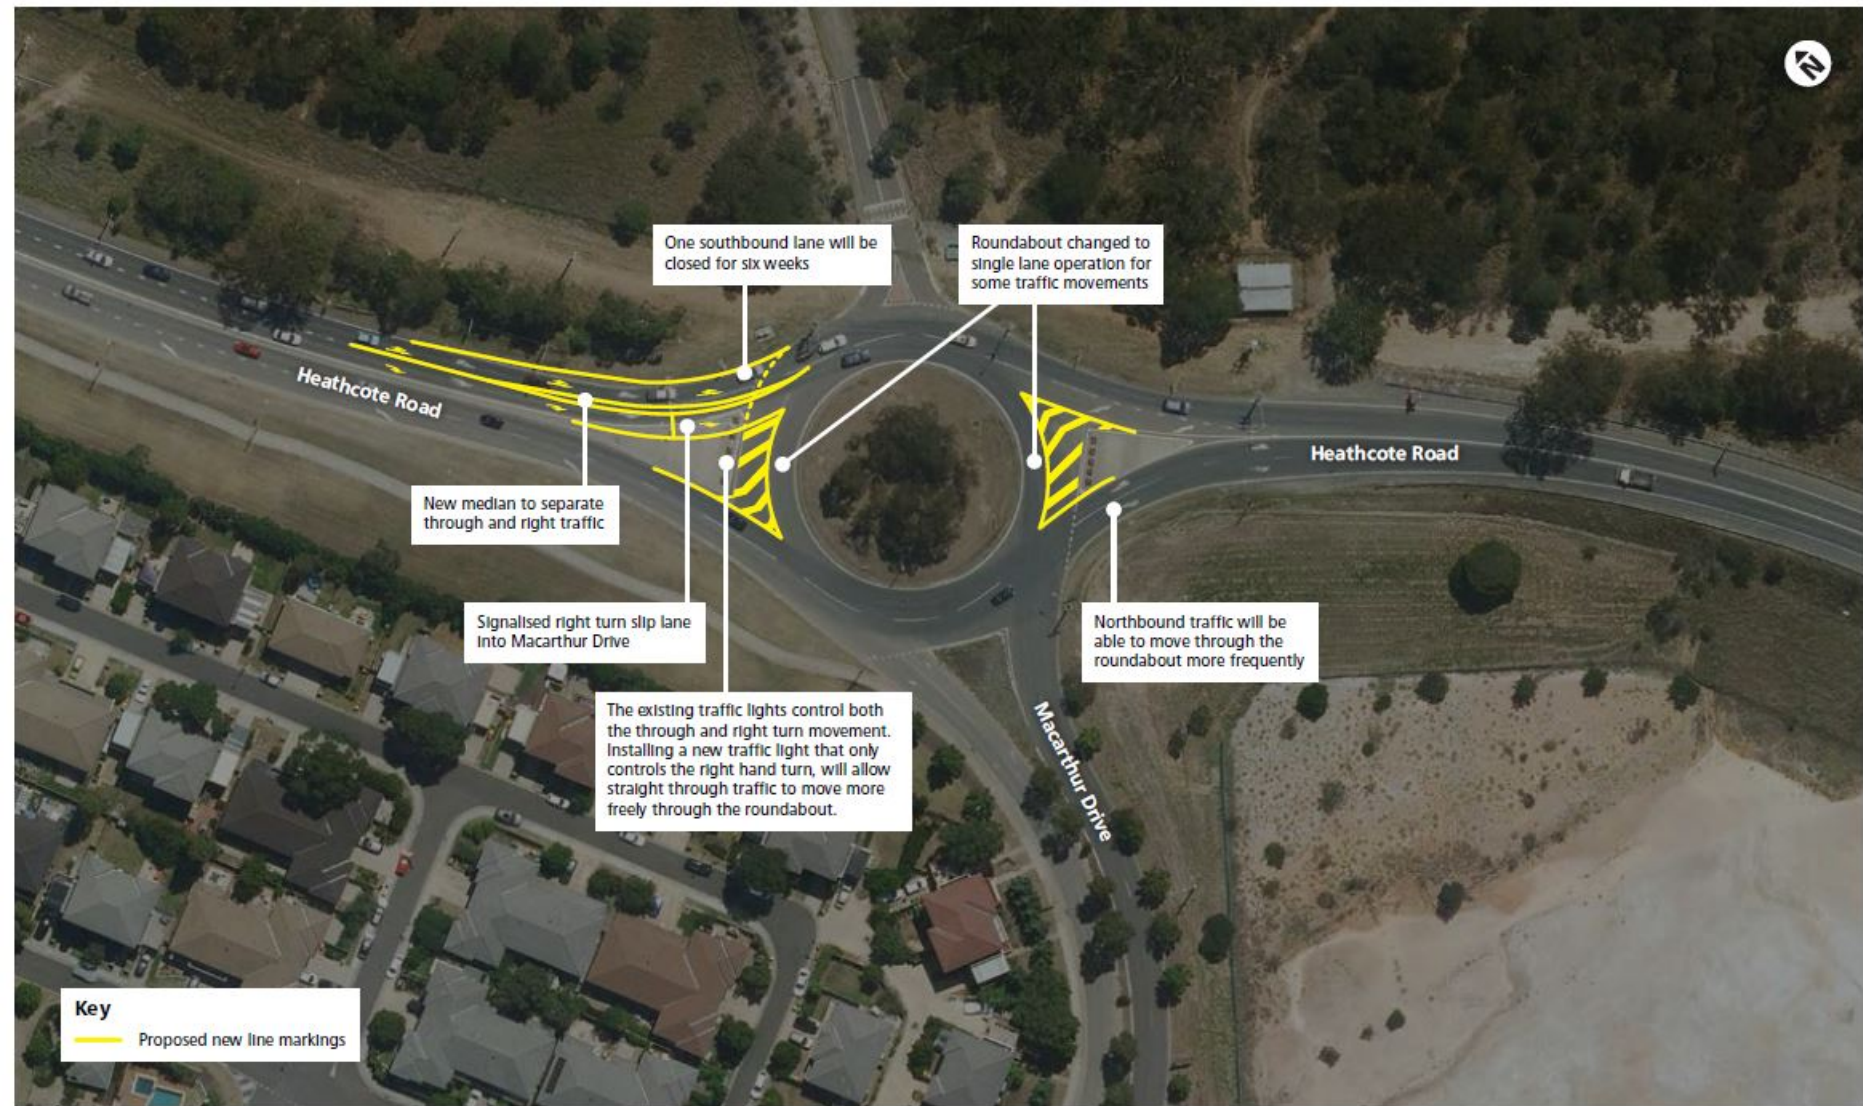 N
One southbound lane will be
closed for six weeks
Roundabout changed to
single lane operation for
some traffic movements
Heathcote Road
Heathcote Road
New median to separate
through and right traffic
Signalised right turn slip lane
into Macarthur Drive
Northbound traffic will be
able to move through the
roundabout more frequently
The existing traffic lights control both
the through and right turn movement.
Installing a new traffic light that only
controls the right hand turn, will allow
straight through traffic to move more
freely through the roundabout.
Macarthur Drive
Key
Proposed new line markings